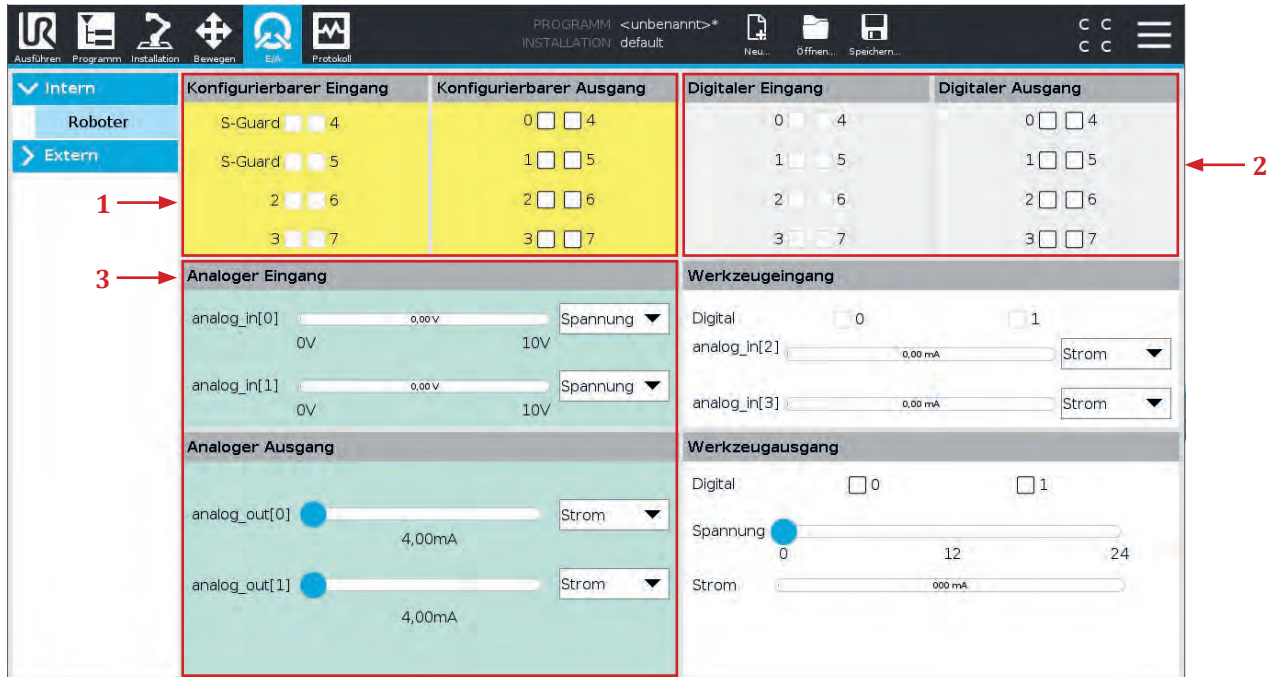 PROGRAMM <unbenannt>*
INSTALLATION default
C C
C C
Ausführen Programm Installation Bewegen E/A Protokoll Neu... Öffnen... Speichern...
Intern
Roboter
Extern
Konfigurierbarer Eingang Konfigurierbarer Ausgang Digitaler Eingang Digitaler Ausgang
S-Guard 4 0 4 0 4 0 4
S-Guard 5 1 5 1 5 1 5
2 6 2 6 2 6 2 6
3 7 3 7 3 7 3 7
1
2
3
Analoger Eingang
analog_in[0] 0,00 V Spannung
0V 10V
analog_in[1] 0,00 V Spannung
0V 10V
Werkzeugeingang
Digital 0 1
analog_in[2] 0,00 mA Strom
analog_in[3] 0,00 mA Strom
Analoger Ausgang
analog_out[0] Strom
4,00mA
analog_out[1] Strom
4,00mA
Werkzeugausgang
Digital 0 1
Spannung
0 12 24
Strom 000 mA